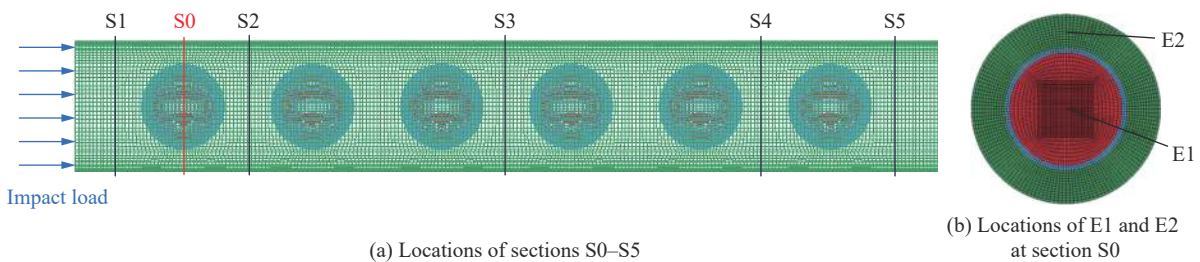 S1 S0 S2 S3 S4 S5
E2
E1
Impact load
(a) Locations of sections S0–S5
(b) Locations of E1 and E2
at section S0